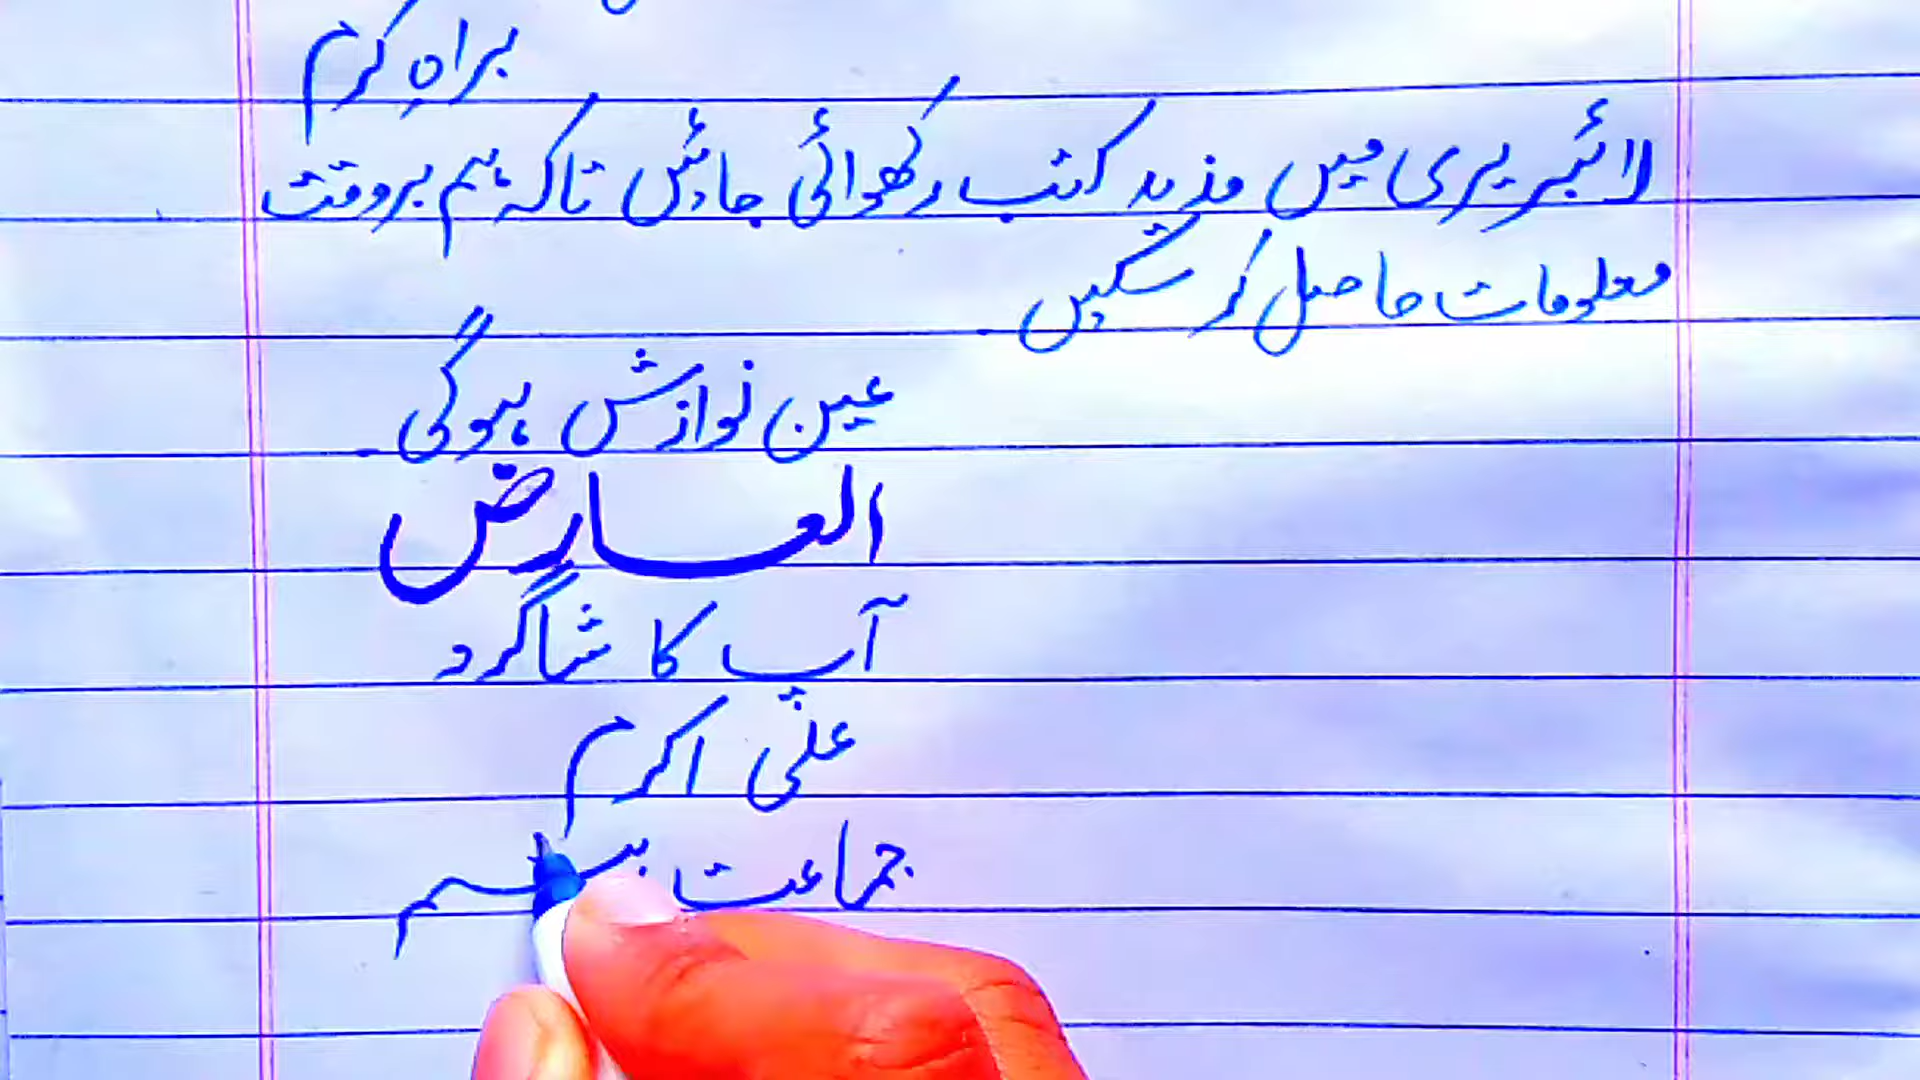 براہِ کرم
لائبریری میں مزید کتب رکھوائی جائیں تاکہ ہم بروقت
معلومات حاصل کر سکیں۔
عین نوازش ہوگی۔
العارض
آپ کا شاگرد
علی اکرم
جماعت